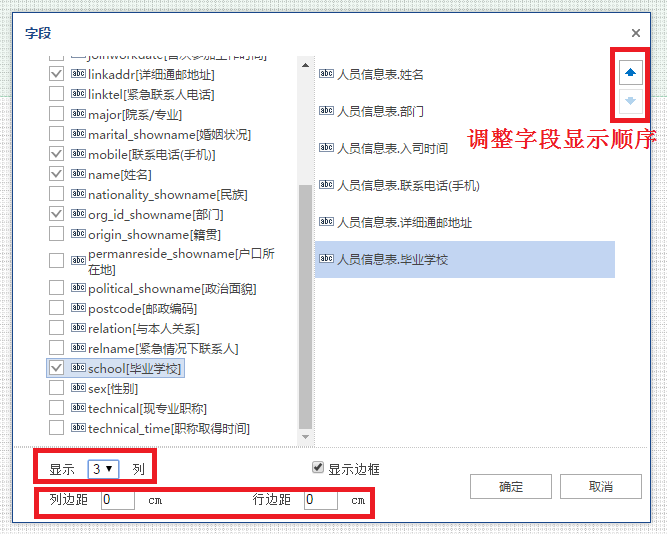 字段
joinworkdate[首次参加工作时间]
linkaddr[详细通邮地址]
linktel[紧急联系人电话]
major[院系/专业]
marital_showname[婚姻状况]
mobile[联系电话(手机)]
name[姓名]
nationality_showname[民族]
org_id_showname[部门]
origin_showname[籍贯]
permanreside_showname[户口所
在地]
political_showname[政治面貌]
postcode[邮政编码]
relation[与本人关系]
relname[紧急情况下联系人]
school[毕业学校]
sex[性别]
technical[现专业职称]
technical_time[职称取得时间]
人员信息表.姓名
人员信息表.部门
人员信息表.入司时间
人员信息表.联系电话(手机)
人员信息表.详细通邮地址
人员信息表.毕业学校
调整字段显示顺序
显示 3 列
显示边框
列边距 0 cm 行边距 0 cm
确定 取消